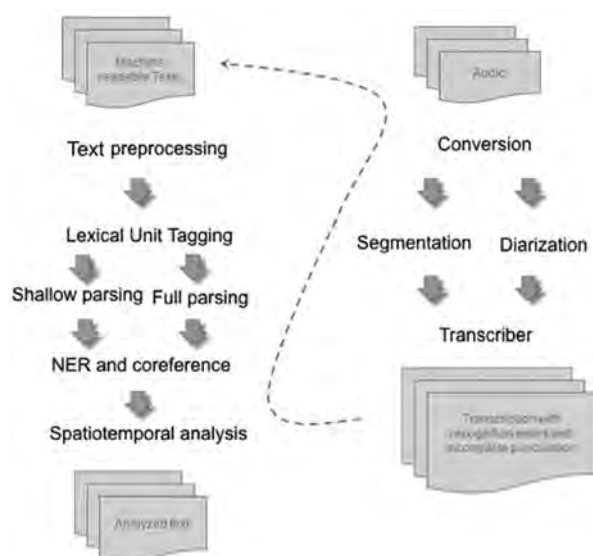 Machine
readable Texts
Text preprocessing
Lexical Unit Tagging
Shallow parsing
Full parsing
NER and coreference
Spatiotemporal analysis
Analyzed text
Audio
Conversion
Segmentation
Diarization
Transcriber
Transcription with
recognition errors and
incomplete punctuation